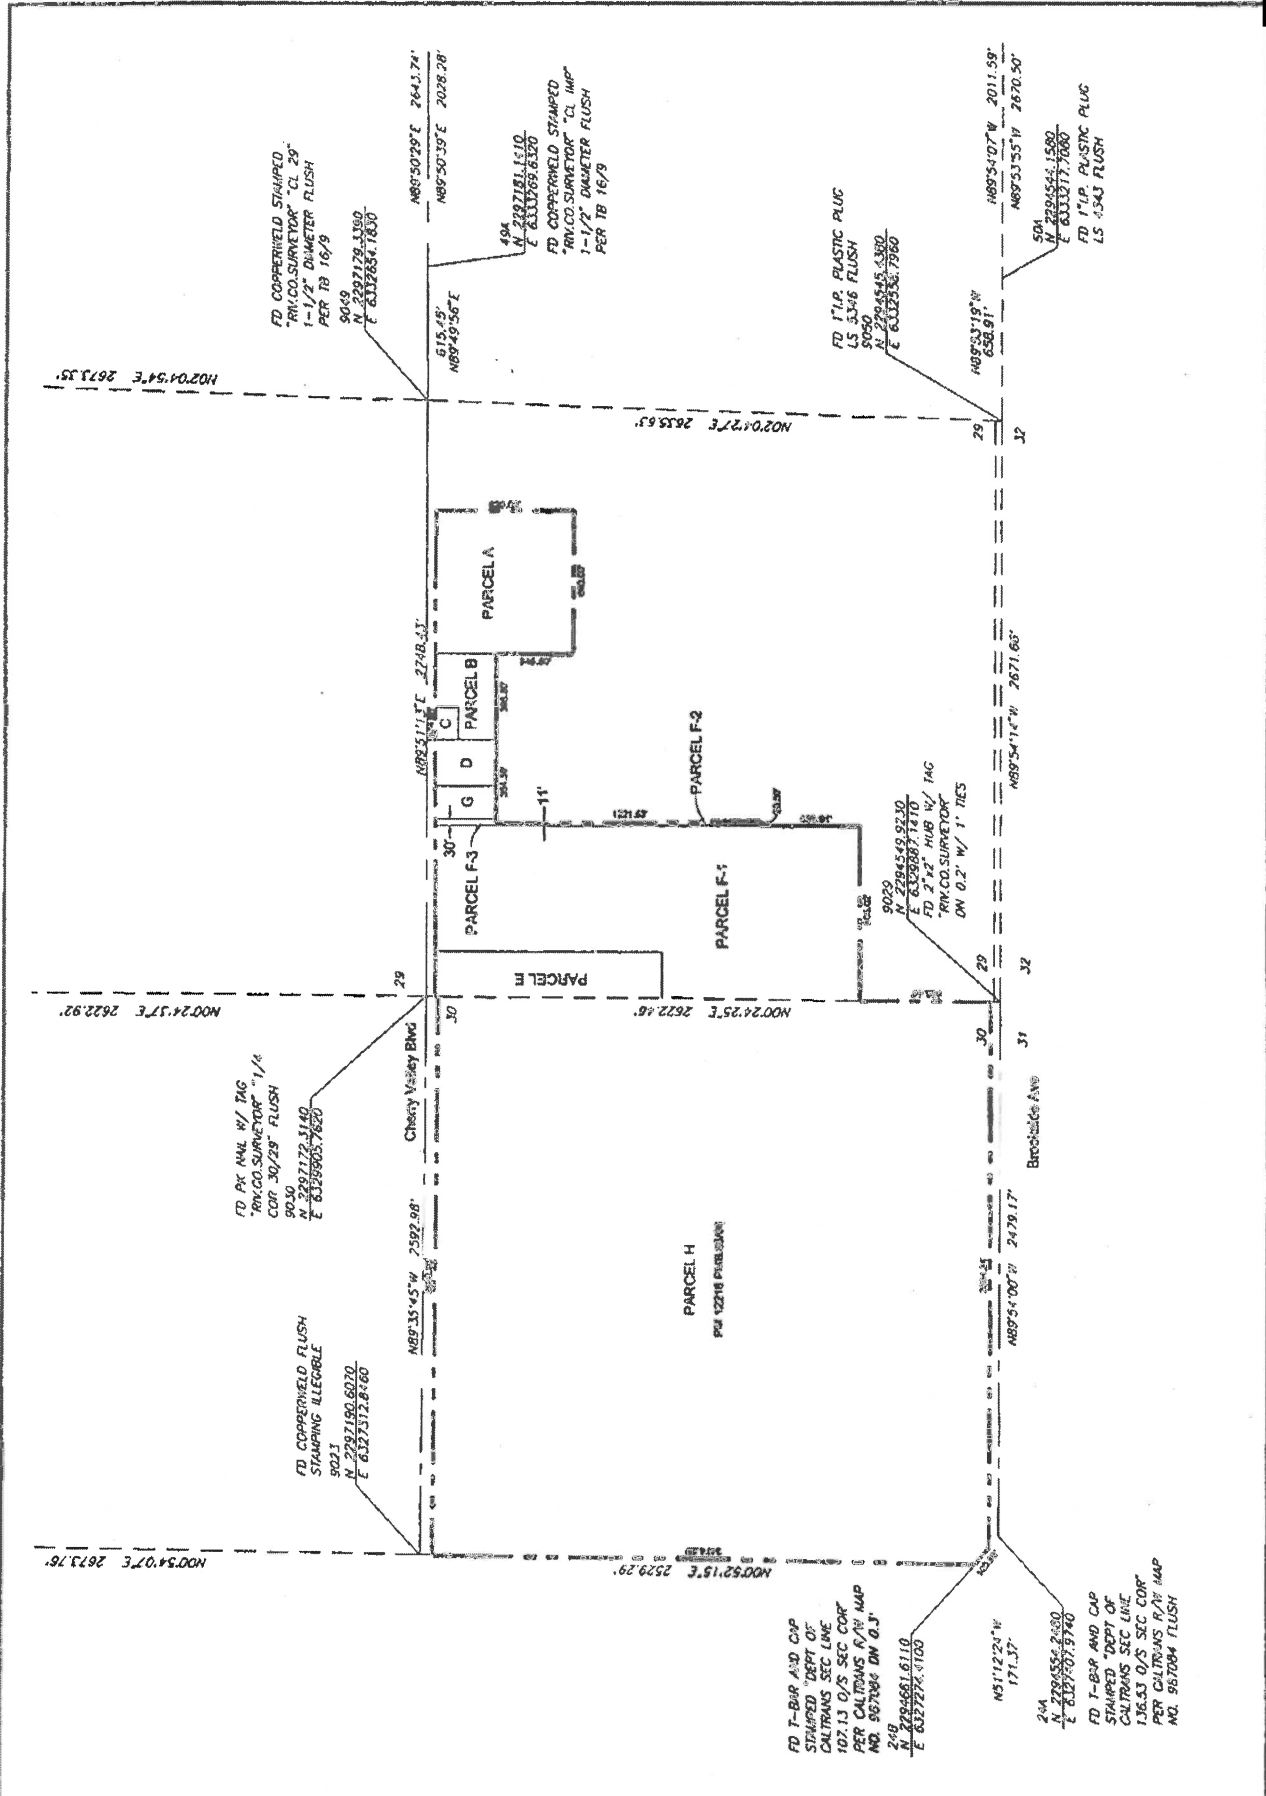 N89°50'29"E 2643.74'
N89°50'39"E 2028.28'
N89°54'07"W 2011.59'
N89°53'55"W 2670.50'
FD COPPERWELD STAMPED
"RIV.CO.SURVEYOR" "CL 29"
1-1/2" DIAMETER FLUSH
PER TB 16/9
9049
N 2297179.3390
E 6332654.1830
49A
N 2297181.1410
E 6333269.6320
FD COPPERWELD STAMPED
"RIV.CO.SURVEYOR" "CL IMP"
1-1/2" DIAMETER FLUSH
PER TB 16/9
50A
N 2294544.1580
E 6333217.7080
FD 1" I.P. PLASTIC PLUG
LS 4343 FLUSH
FD 1" I.P. PLASTIC PLUG
LS 5346 FLUSH
9050
N 2294545.4380
E 6332558.7960
615.45'
N89°49'56"E
N89°53'19"W
658.91'
N02°04'54"E 2673.35'
N02°04'27"E 2635.63'
29
32
PARCEL A
N89°51'13"E 2748.43'
C
PARCEL B
D
G
30'
11'
PARCEL F-3
PARCEL F-2
PARCEL F-1
PARCEL E
N89°54'14"W 2671.66'
9029
N 2294549.9230
E 6329887.1410
FD 2"x2" HUB W/ TAG
"RIV.CO.SURVEYOR"
DN 0.2' W/ 1' TIES
29
30
N00°24'37"E 2622.92'
N00°24'25"E 2622.46'
29
32
30
31
FD PK NAIL W/ TAG
"RIV.CO.SURVEYOR" "1/4
COR 30/29" FLUSH
9030
N 2297172.3140
E 6329905.7620
Cherry Valley Blvd
Brookside Ave
N89°35'45"W 2592.98'
PARCEL H
N89°54'00"W 2479.17'
FD COPPERWELD FLUSH
STAMPING ILLEGIBLE
9023
N 2297190.6070
E 6327312.8460
N00°54'07"E 2673.76'
N00°52'15"E 2529.29'
FD T-BAR AND CAP
STAMPED "DEPT OF
CALTRANS SEC LINE
107.13 O/S SEC COR"
PER CALTRANS R/W MAP
NO. 967084 DN 0.3'
24B
N 2294661.6110
E 6327274.4100
N51°12'24"W
171.37'
24A
N 2294554.2480
E 6327407.9740
FD T-BAR AND CAP
STAMPED "DEPT OF
CALTRANS SEC LINE
136.53 O/S SEC COR"
PER CALTRANS R/W MAP
NO. 967084 FLUSH